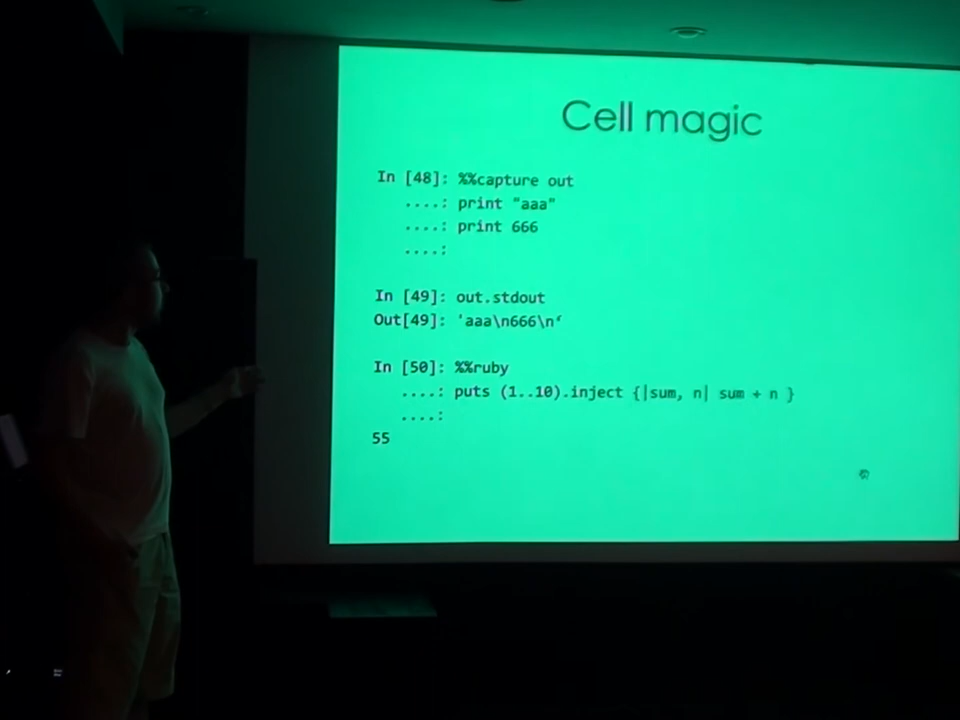 Cell magic
In [48]: %%capture out
....: print "aaa"
....: print 666
....:
In [49]: out.stdout
Out[49]: 'aaa\n666\n‘
In [50]: %%ruby
....: puts (1..10).inject {|sum, n| sum + n }
....:
55